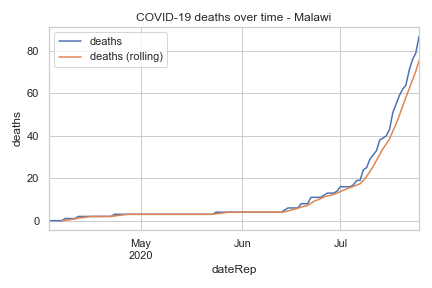 COVID-19 deaths over time - Malawi
deaths
deaths (rolling)
80
60
40
20
0
deaths
May
2020
Jun
Jul
dateRep